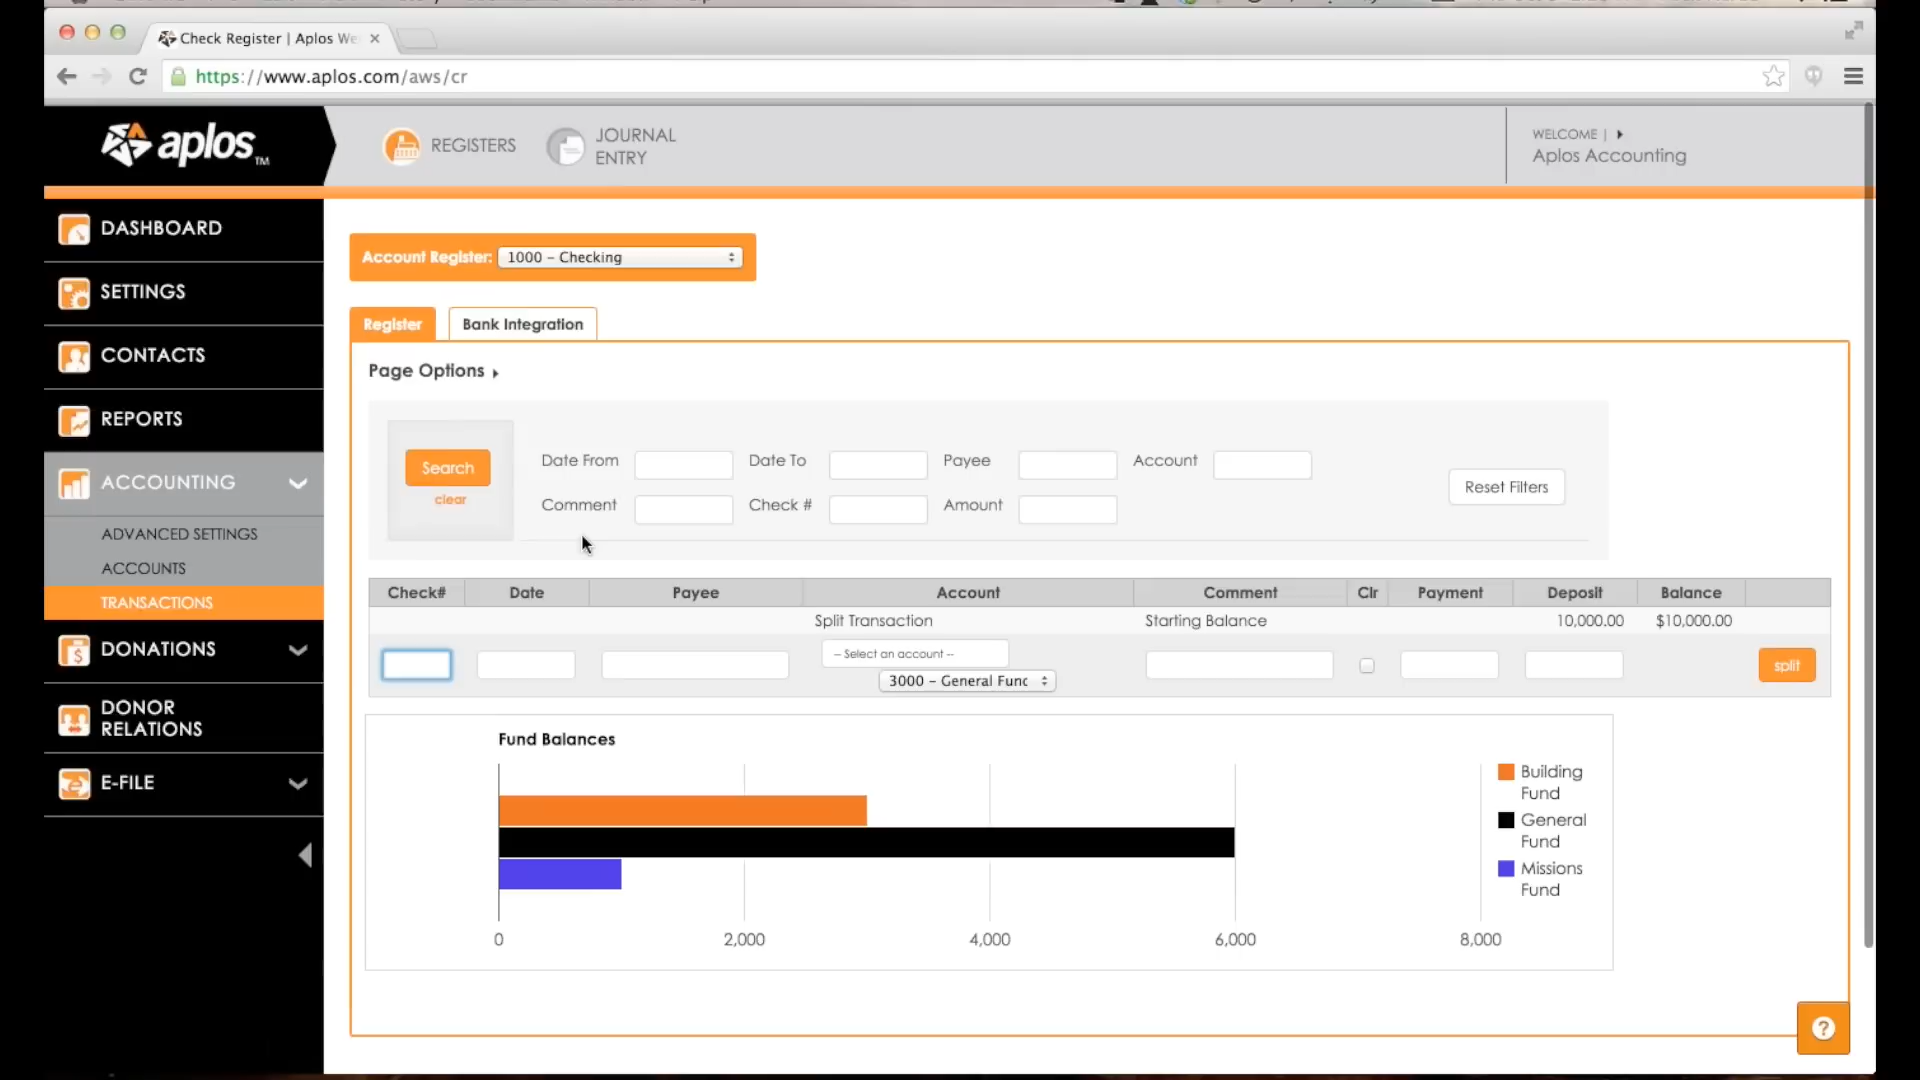 Check Register | Aplos We
https://www.aplos.com/aws/cr
aplos TM
REGISTERS
JOURNAL
ENTRY
WELCOME |
Aplos Accounting
DASHBOARD
SETTINGS
CONTACTS
REPORTS
ACCOUNTING
ADVANCED SETTINGS
ACCOUNTS
TRANSACTIONS
DONATIONS
DONOR
RELATIONS
E-FILE
Account Register: 1000 – Checking
Register
Bank Integration
Page Options
Search
clear
Date From
Date To
Payee
Account
Comment
Check #
Amount
Reset Filters
Check# Date Payee Account Comment Clr Payment Deposit Balance
Split Transaction Starting Balance 10,000.00 $10,000.00
-- Select an account --
3000 – General Func
split
Fund Balances
Building
Fund
General
Fund
Missions
Fund
0 2,000 4,000 6,000 8,000
?